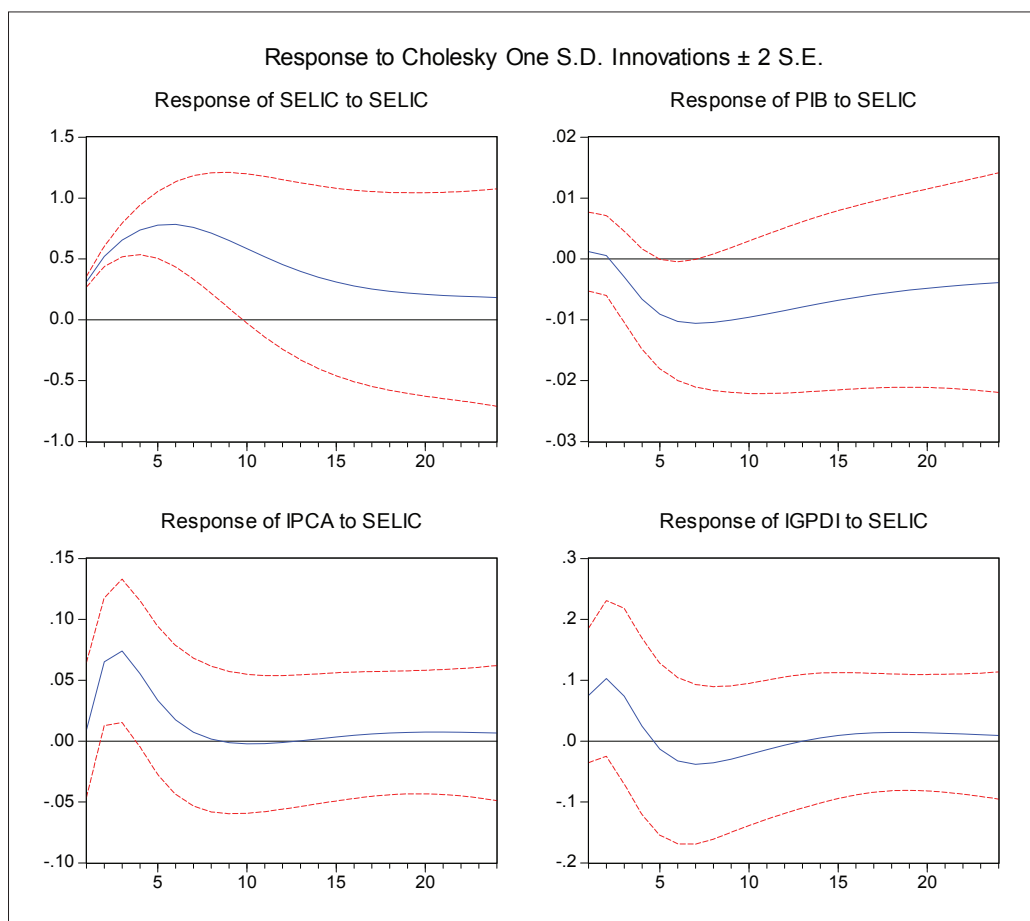 Response to Cholesky One S.D. Innovations ± 2 S.E.
Response of SELIC to SELIC
1.5
1.0
0.5
0.0
-0.5
-1.0
5 10 15 20
Response of PIB to SELIC
.02
.01
.00
-.01
-.02
-.03
5 10 15 20
Response of IPCA to SELIC
.15
.10
.05
.00
-.05
-.10
5 10 15 20
Response of IGPDI to SELIC
.3
.2
.1
.0
-.1
-.2
5 10 15 20